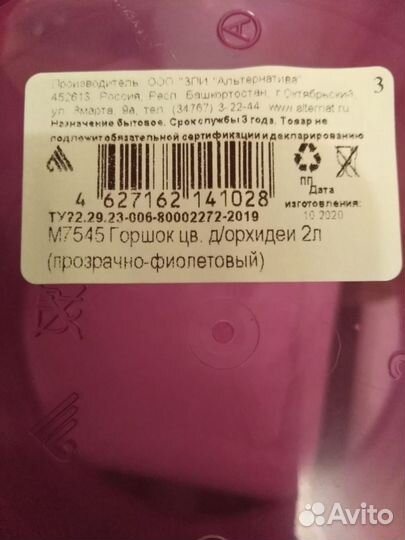 Производитель: ООО "ЗПИ "Альтернатива" 3
452613, Россия, Респ. Башкортостан, г.Октябрьский,
ул. 8марта, 9а, тел. (34767) 3-22-44 www.alternat.ru
Назначение бытовое. Срок службы 3 года. Товар не
подлежит обязательной сертификации и декларированию
4 627162 141028
ПП
Дата
изготовления:
10.2020
ТУ22.29.23-006-80002272-2019
М7545 Горшок цв. д/орхидеи 2л
(прозрачно-фиолетовый)
Avito